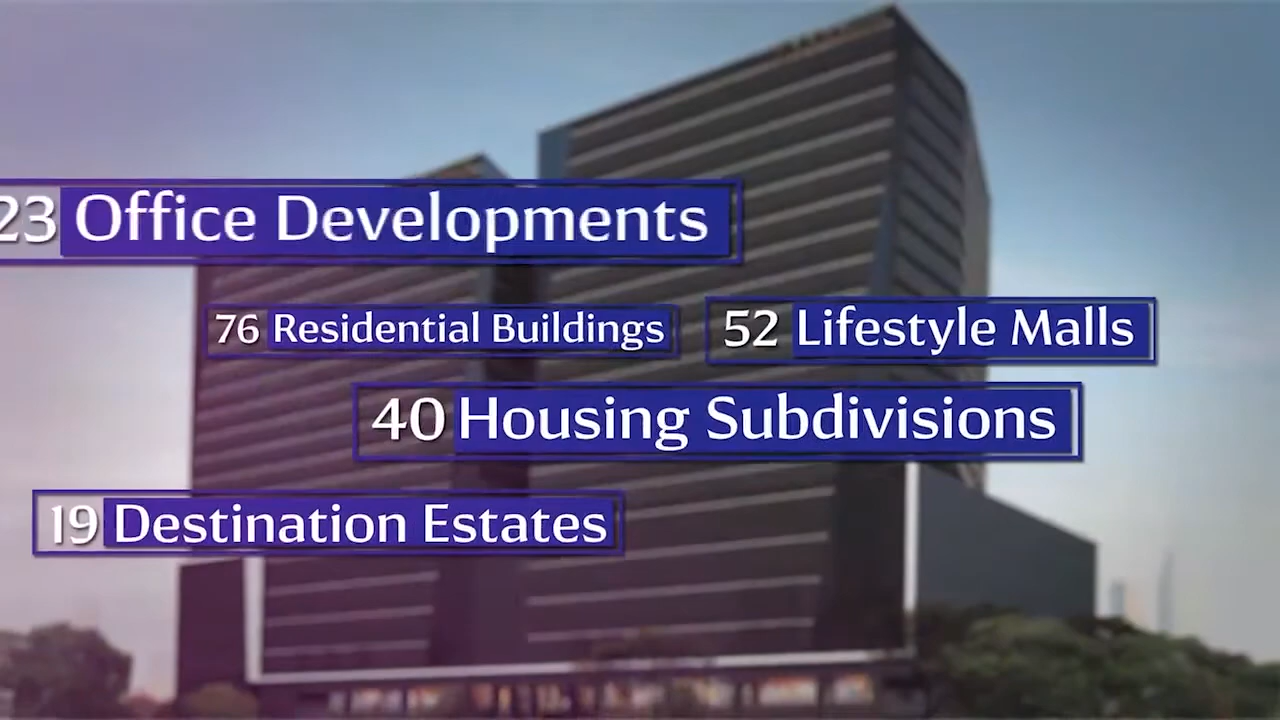 23 Office Developments
76 Residential Buildings
52 Lifestyle Malls
40 Housing Subdivisions
19 Destination Estates